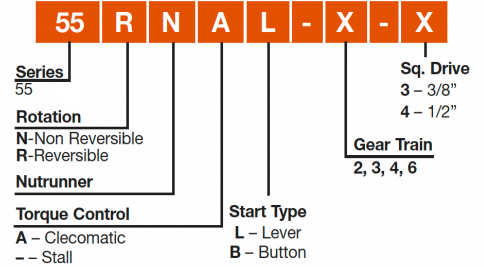 55 R N A L - X - X
Series
55
Rotation
N-Non Reversible
R-Reversible
Nutrunner
Torque Control
A – Clecomatic
– – Stall
Start Type
L – Lever
B – Button
Sq. Drive
3 – 3/8”
4 – 1/2”
Gear Train
2, 3, 4, 6